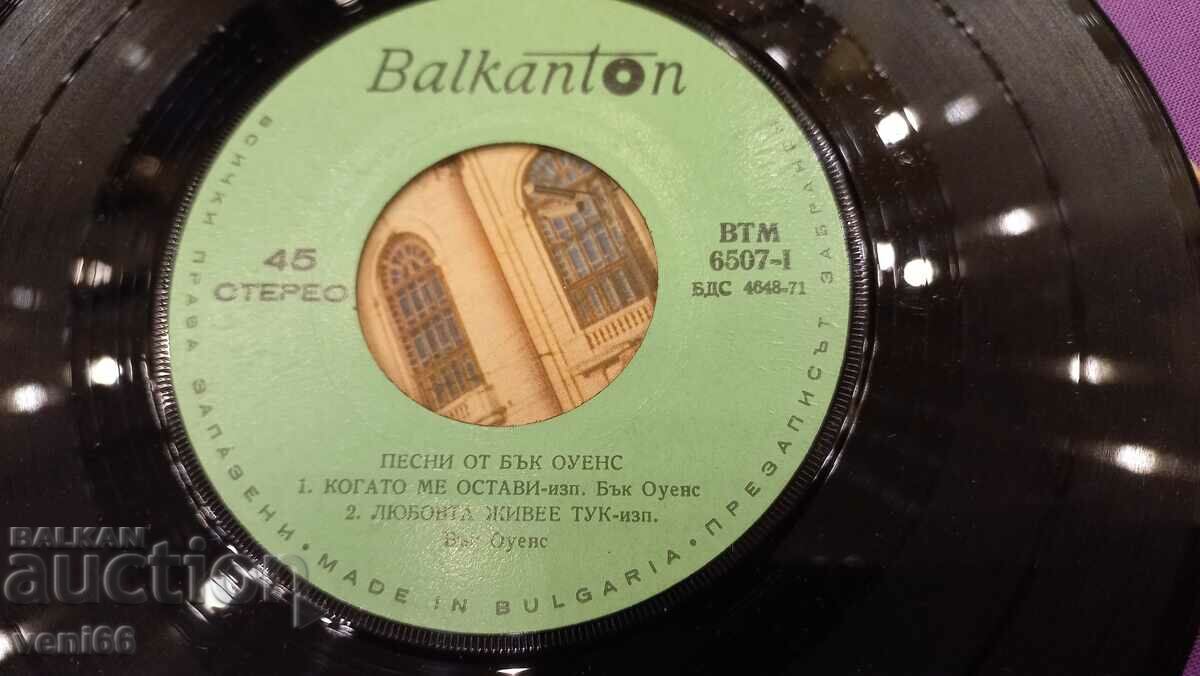 Balkanton
45
СТЕРЕО
ВТМ
6507-I
БДС 4648-71
ПЕСНИ ОТ БЪК ОУЕНС
1. КОГАТО МЕ ОСТАВИ-изп. Бък Оуенс
2. ЛЮБОВТА ЖИВЕЕ ТУК-изп.
Бък Оуенс
ВСИЧКИ ПРАВА ЗАПАЗЕНИ • MADE IN BULGARIA • ПРЕЗАПИСЪТ
BALKAN
auction
veni66